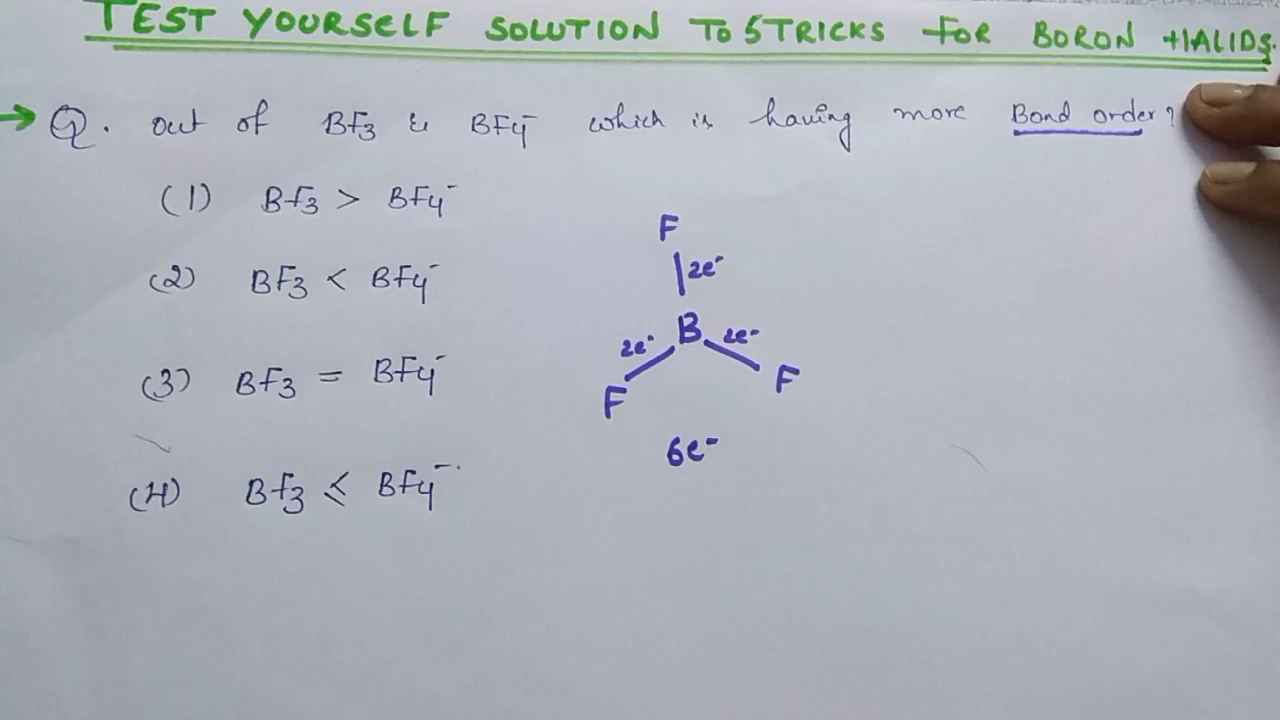 TEST YOURSELF SOLUTION TO 5TRICKS FOR BORON HALIDS.
→ Q. out of BF3 & BF4⁻ which is having more Bond order?
(1) BF3 > BF4⁻
(2) BF3 < BF4⁻
(3) BF3 = BF4⁻
(4) BF3 ≤ BF4⁻
F
2e⁻
B
2e⁻ 2e⁻
F F
6e⁻